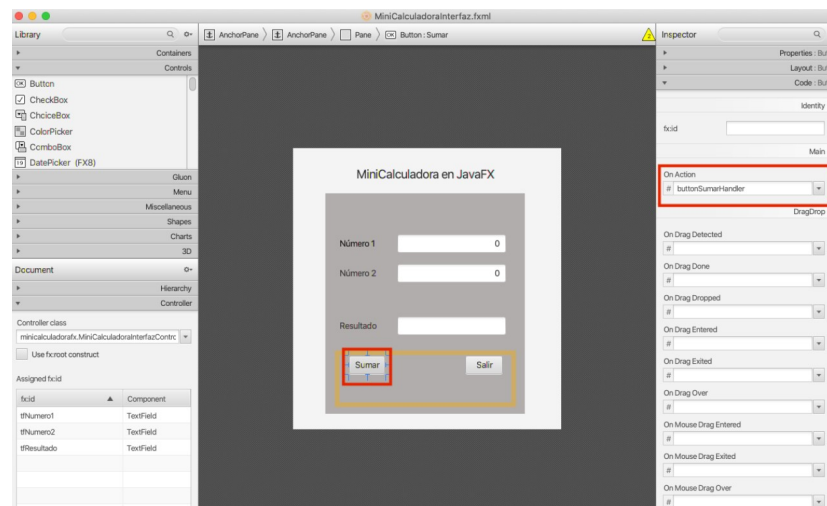 MiniCalculadoraInterfaz.fxml
Library
Containers
Controls
Button
CheckBox
ChoiceBox
ColorPicker
ComboBox
DatePicker (FX8)
Gluon
Menu
Miscellaneous
Shapes
Charts
3D
Document
Hierarchy
Controller
Controller class
minicalculadorafx.MiniCalculadoraInterfazContrc
Use fx:root construct
Assigned fx:id
fx:id Component
tfNumero1 TextField
tfNumero2 TextField
tfResultado TextField
AnchorPane AnchorPane Pane Button : Sumar
MiniCalculadora en JavaFX
Número 1 0
Número 2 0
Resultado
Sumar Salir
Inspector
Properties : But
Layout : But
Code : But
Identity
fx:id
Main
On Action
# buttonSumarHandler
DragDrop
On Drag Detected
#
On Drag Done
#
On Drag Dropped
#
On Drag Entered
#
On Drag Exited
#
On Drag Over
#
On Mouse Drag Entered
#
On Mouse Drag Exited
#
On Mouse Drag Over
#